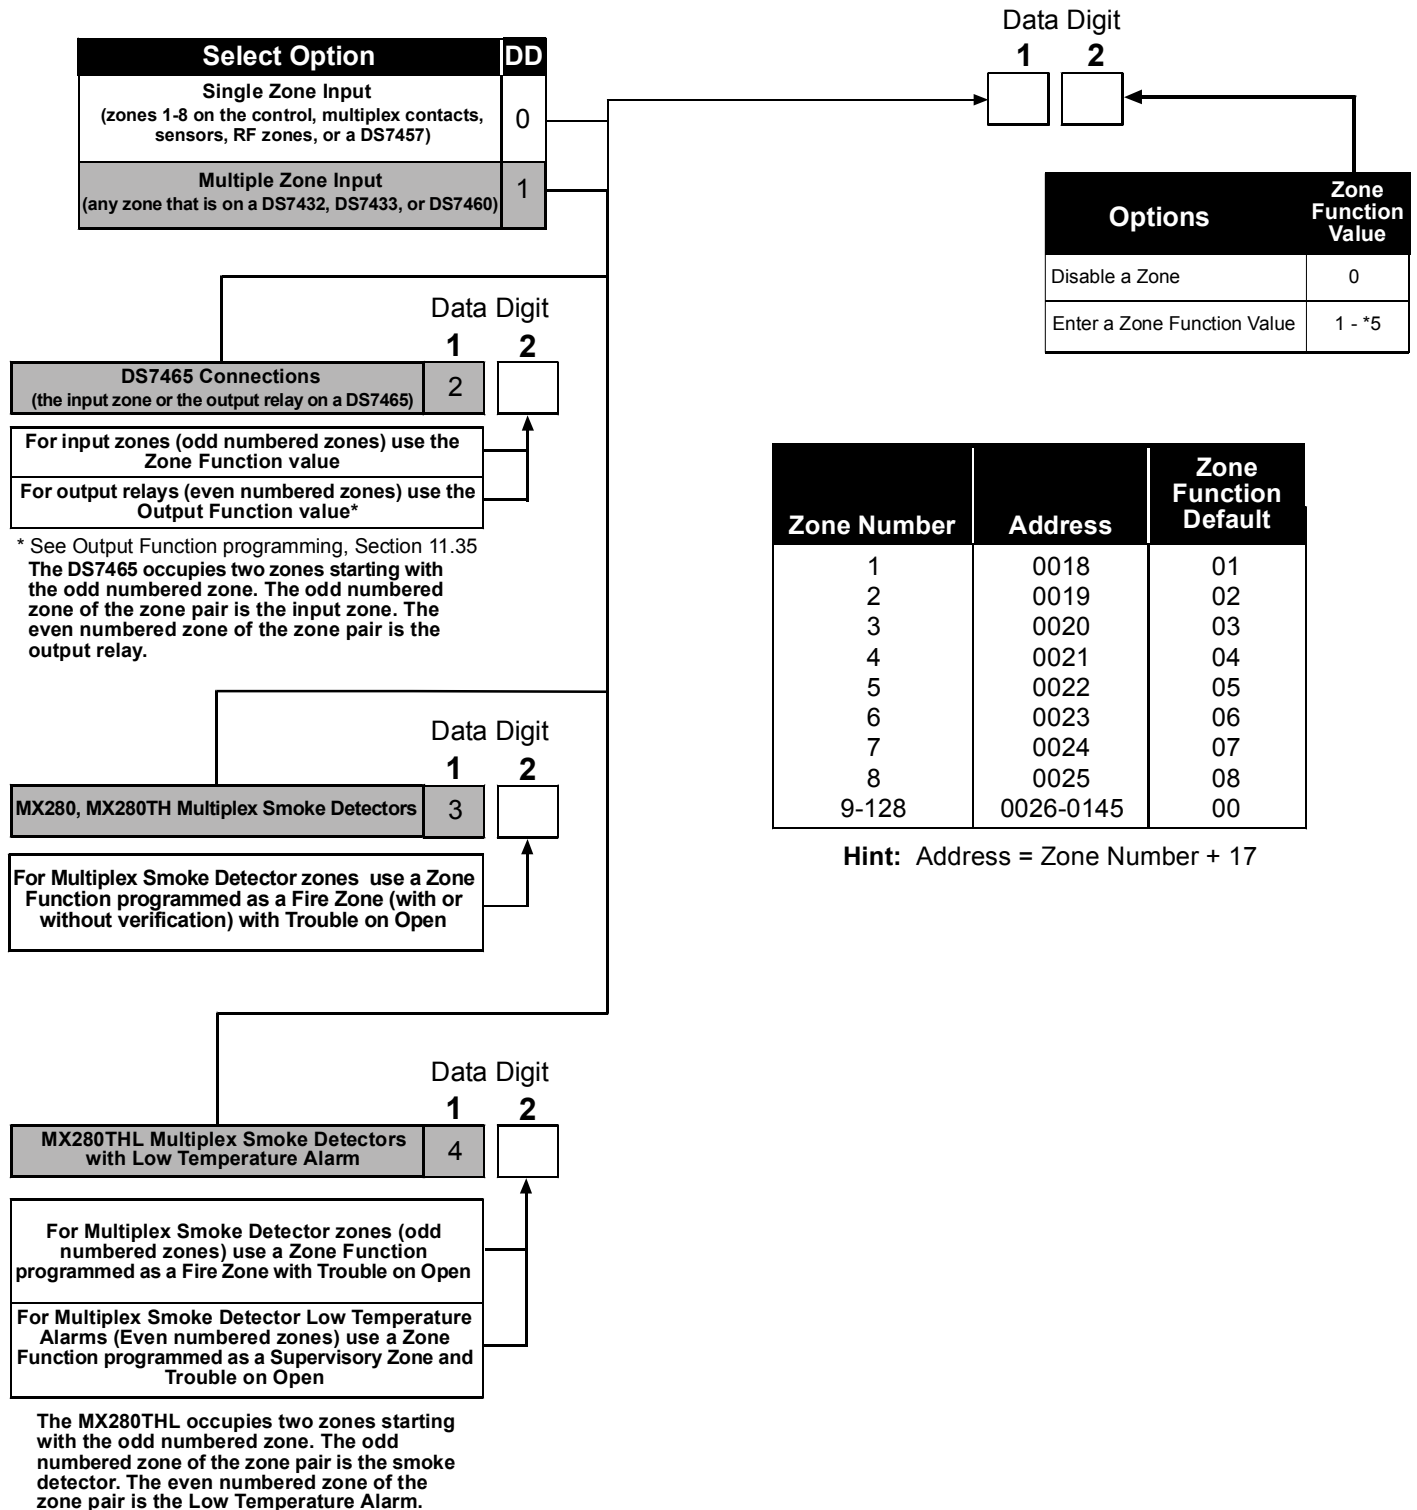 Select Option DD
Single Zone Input
(zones 1-8 on the control, multiplex contacts,
sensors, RF zones, or a DS7457)
0
Multiple Zone Input
(any zone that is on a DS7432, DS7433, or DS7460)
1
Data Digit
1 2
Options
Zone
Function
Value
Disable a Zone 0
Enter a Zone Function Value 1 - *5
Data Digit
1 2
DS7465 Connections
(the input zone or the output relay on a DS7465)
2
For input zones (odd numbered zones) use the
Zone Function value
For output relays (even numbered zones) use the
Output Function value*
* See Output Function programming, Section 11.35
The DS7465 occupies two zones starting with
the odd numbered zone. The odd numbered
zone of the zone pair is the input zone. The
even numbered zone of the zone pair is the
output relay.
Zone Number Address
Zone
Function
Default
1 0018 01
2 0019 02
3 0020 03
4 0021 04
5 0022 05
6 0023 06
7 0024 07
8 0025 08
9-128 0026-0145 00
Hint: Address = Zone Number + 17
Data Digit
1 2
MX280, MX280TH Multiplex Smoke Detectors 3
For Multiplex Smoke Detector zones use a Zone
Function programmed as a Fire Zone (with or
without verification) with Trouble on Open
Data Digit
1 2
MX280THL Multiplex Smoke Detectors
with Low Temperature Alarm
4
For Multiplex Smoke Detector zones (odd
numbered zones) use a Zone Function
programmed as a Fire Zone with Trouble on Open
For Multiplex Smoke Detector Low Temperature
Alarms (Even numbered zones) use a Zone
Function programmed as a Supervisory Zone and
Trouble on Open
The MX280THL occupies two zones starting
with the odd numbered zone. The odd
numbered zone of the zone pair is the smoke
detector. The even numbered zone of the
zone pair is the Low Temperature Alarm.